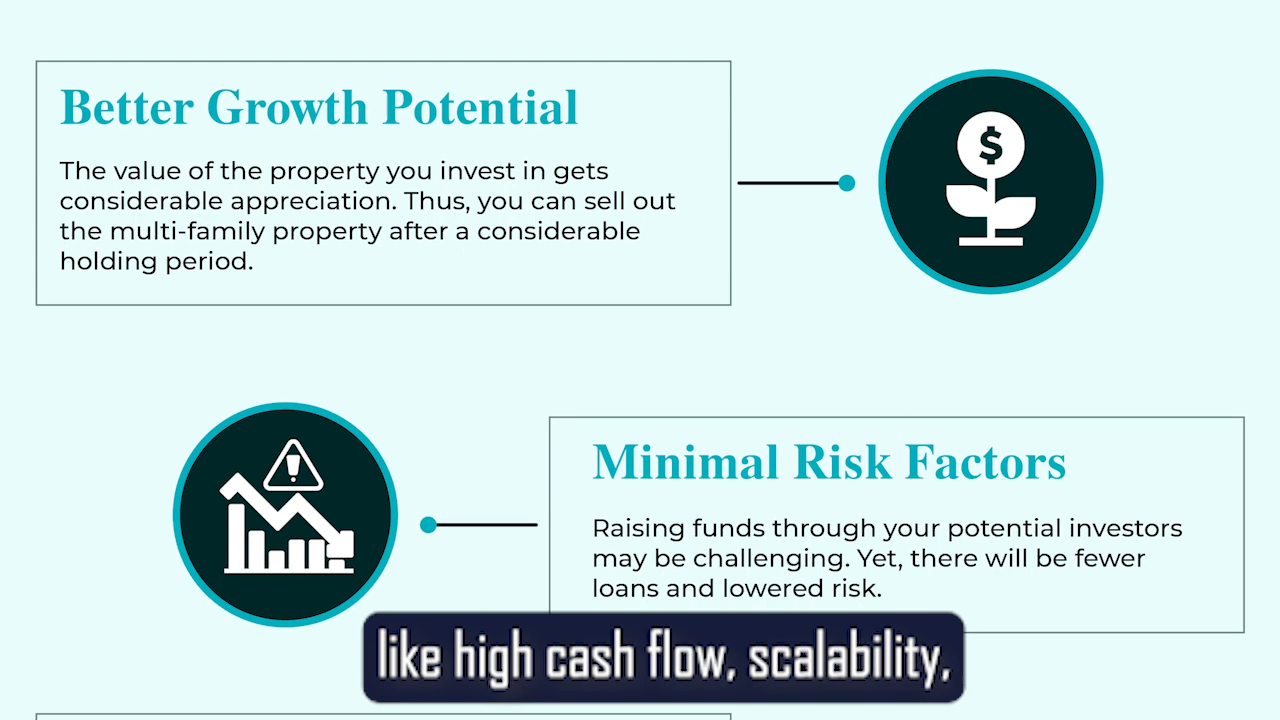 Better Growth Potential
The value of the property you invest in gets
considerable appreciation. Thus, you can sell out
the multi-family property after a considerable
holding period.
$
Minimal Risk Factors
Raising funds through your potential investors
may be challenging. Yet, there will be fewer
loans and lowered risk.
like high cash flow, scalability,